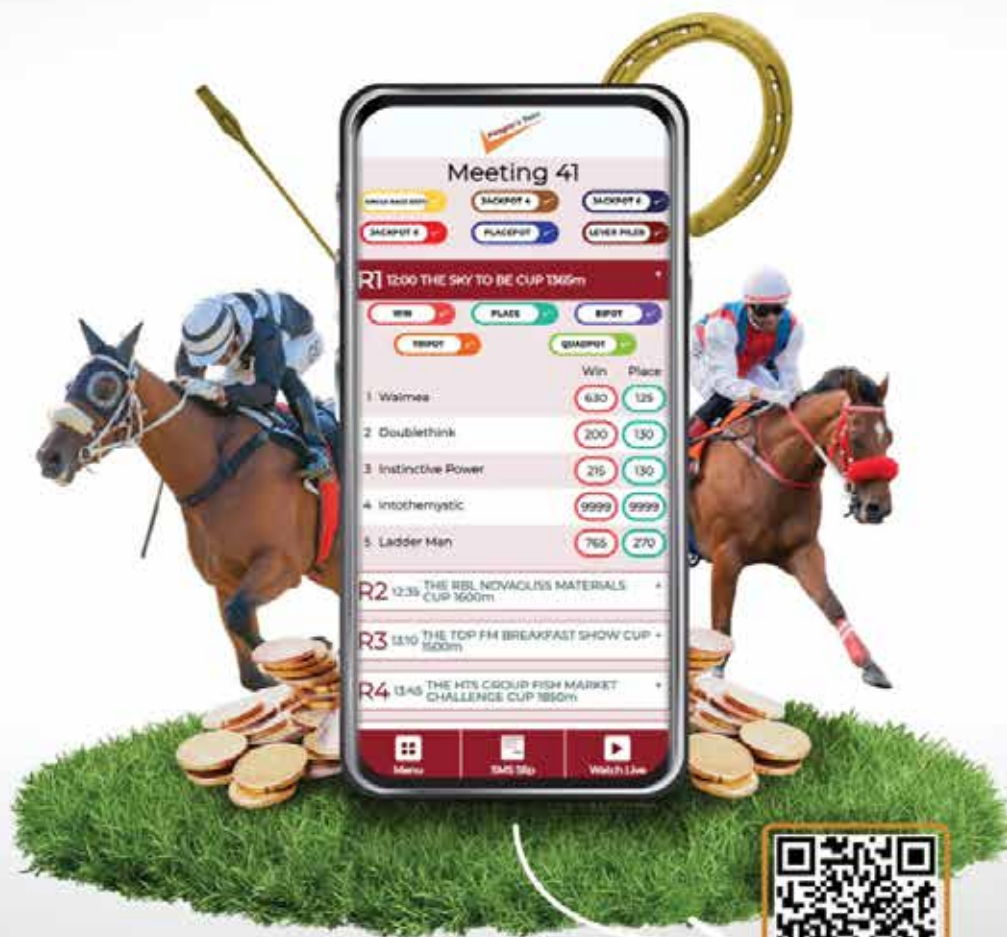 Meeting 41
JACKPOT 4
JACKPOT 6
JACKPOT 8
PLACEPOT
R1 12:00 THE SKY TO BE CUP 1365m
WIN
PLACE
BIPOT
TRIPOT
QUADPOT
Win Place
1 Waimea 630 125
2 Doublethink 200 130
3 Instinctive Power 215 130
4 Intothemystic 9999 9999
5 Ladder Man 765 270
R2 12:35 THE RBL NOVAGLISS MATERIALS
CUP 1600m
R3 13:10 THE TOP FM BREAKFAST SHOW CUP
1500m
R4 13:45 THE HTS GROUP FISH MARKET
CHALLENGE CUP 1850m
Menu
SMS Slip
Watch Live